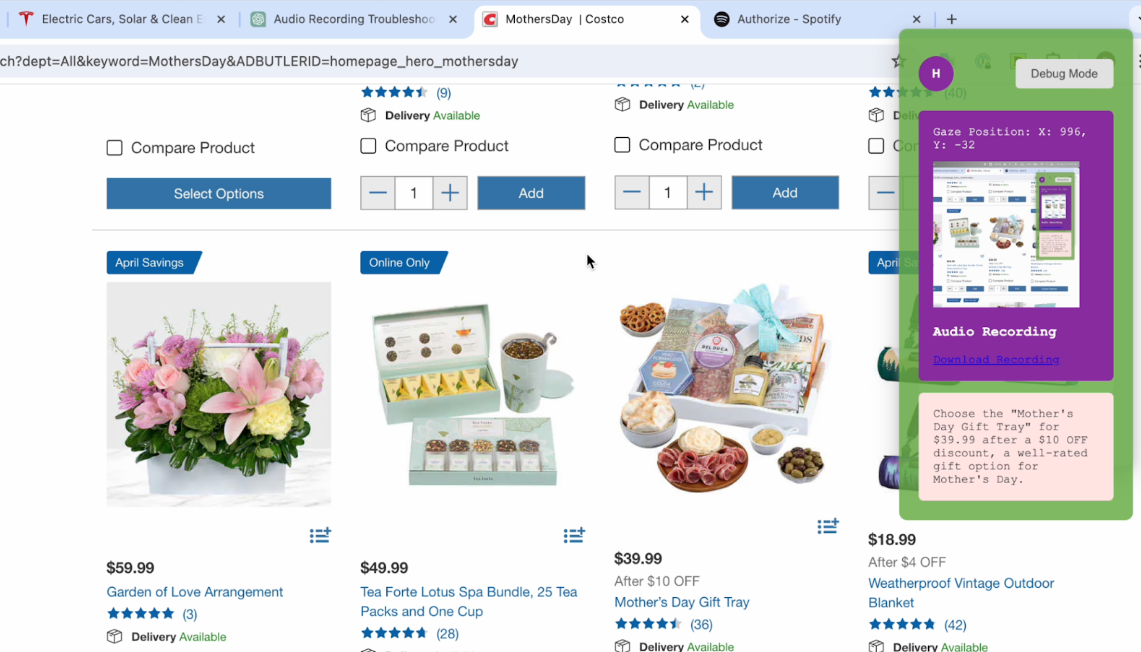 Electric Cars, Solar & Clean E
Audio Recording Troubleshoo
MothersDay | Costco
Authorize - Spotify
ch?dept=All&keyword=MothersDay&ADBUTLERID=homepage_hero_mothersday
(9)
(2)
(40)
Delivery Available
Delivery Available
Deliv
Compare Product
Compare Product
Compare Product
Con
Select Options
1
Add
1
Add
April Savings
Online Only
April Sa
$59.99
Garden of Love Arrangement
(3)
Delivery Available
$49.99
Tea Forte Lotus Spa Bundle, 25 Tea
Packs and One Cup
(28)
$39.99
After $10 OFF
Mother's Day Gift Tray
(36)
Delivery Available
$18.99
After $4 OFF
Weatherproof Vintage Outdoor
Blanket
(42)
Delivery Available
H
Debug Mode
Gaze Position: X: 996,
Y: -32
Audio Recording
Download Recording
Choose the "Mother's
Day Gift Tray" for
$39.99 after a $10 OFF
discount, a well-rated
gift option for
Mother's Day.